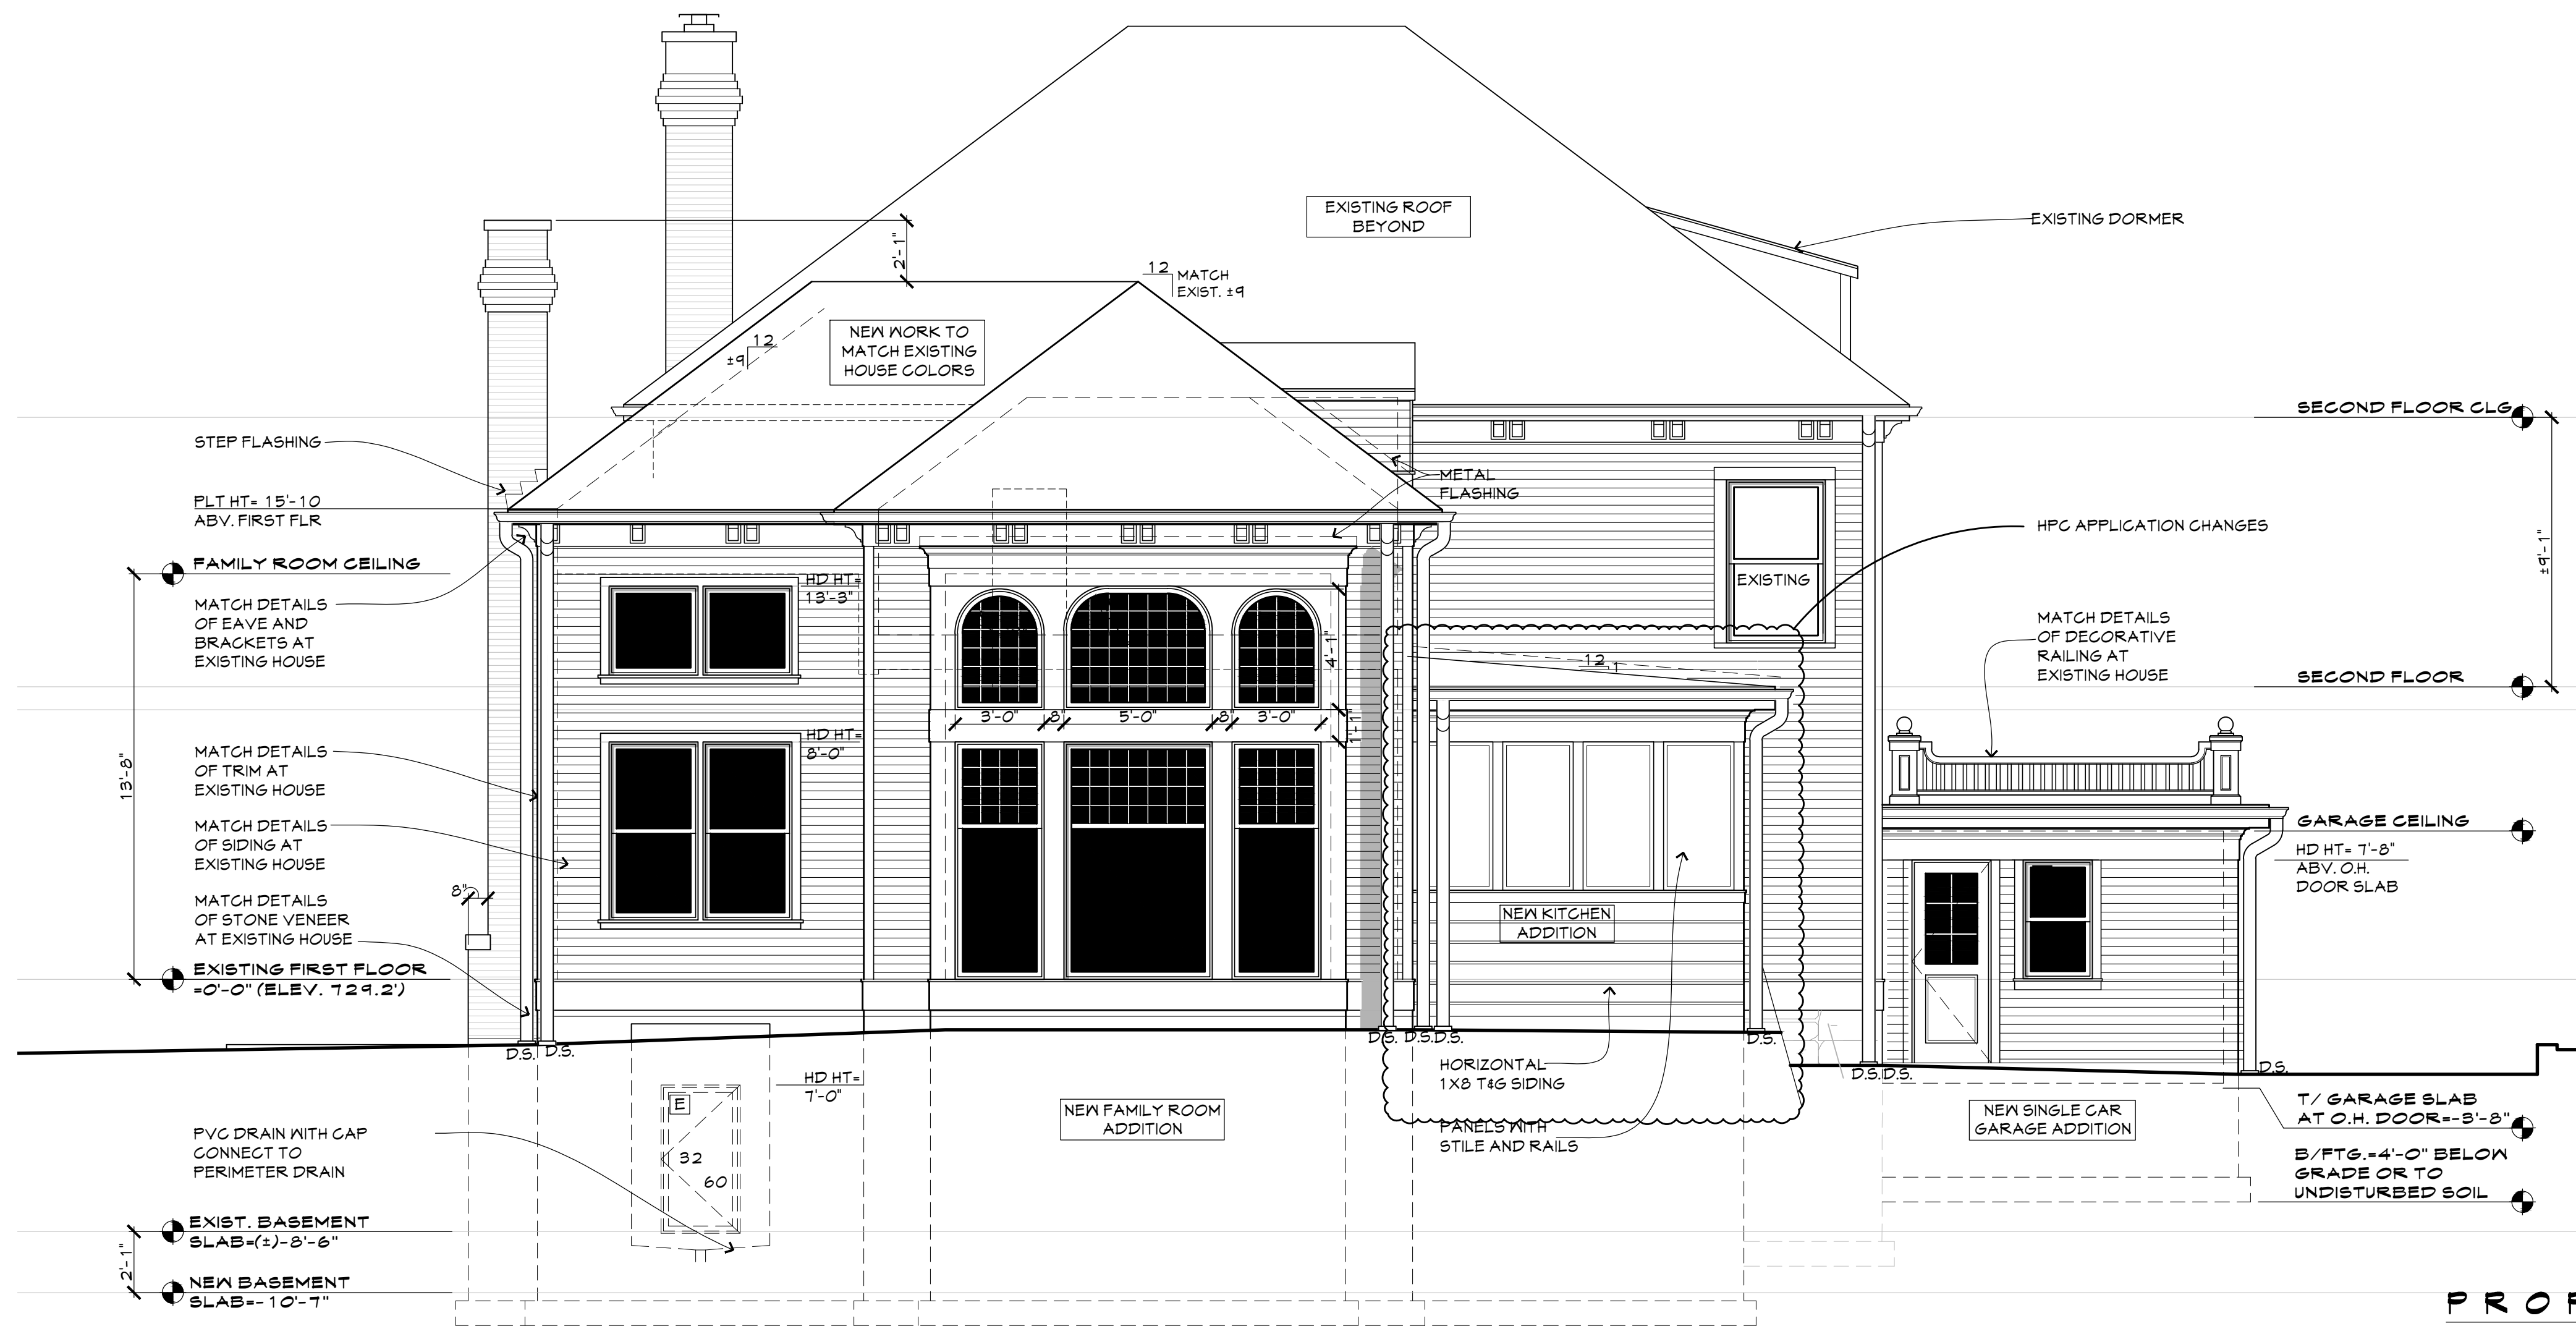 EXISTING ROOF
BEYOND
EXISTING DORMER
2'-1"
12
MATCH
EXIST. ±9
12
±9
NEW WORK TO
MATCH EXISTING
HOUSE COLORS
SECOND FLOOR CLG
STEP FLASHING
METAL
FLASHING
PLT HT= 15'-10
ABV. FIRST FLR
HPC APPLICATION CHANGES
±9'-1"
FAMILY ROOM CEILING
HD HT=
13'-3"
EXISTING
MATCH DETAILS
OF EAVE AND
BRACKETS AT
EXISTING HOUSE
MATCH DETAILS
OF DECORATIVE
RAILING AT
EXISTING HOUSE
4'-1"
12
1
SECOND FLOOR
3'-0"
8"
5'-0"
8"
3'-0"
1'-1"
HD HT=
8'-0"
13'-8"
MATCH DETAILS
OF TRIM AT
EXISTING HOUSE
MATCH DETAILS
OF SIDING AT
EXISTING HOUSE
GARAGE CEILING
HD HT= 7'-8"
ABV. O.H.
DOOR SLAB
8"
MATCH DETAILS
OF STONE VENEER
AT EXISTING HOUSE
NEW KITCHEN
ADDITION
EXISTING FIRST FLOOR
=0'-0" (ELEV. 729.2')
D.S.
D.S.
D.S.
D.S.
D.S.
D.S.
D.S.
D.S.
D.S.
HORIZONTAL
1X8 T&G SIDING
HD HT=
7'-0"
E
32
60
NEW FAMILY ROOM
ADDITION
PANELS WITH
STILE AND RAILS
NEW SINGLE CAR
GARAGE ADDITION
T/ GARAGE SLAB
AT O.H. DOOR=-3'-8"
B/FTG.=4'-0" BELOW
GRADE OR TO
UNDISTURBED SOIL
PVC DRAIN WITH CAP
CONNECT TO
PERIMETER DRAIN
EXIST. BASEMENT
SLAB=(±)-8'-6"
2'-1"
NEW BASEMENT
SLAB=-10'-7"